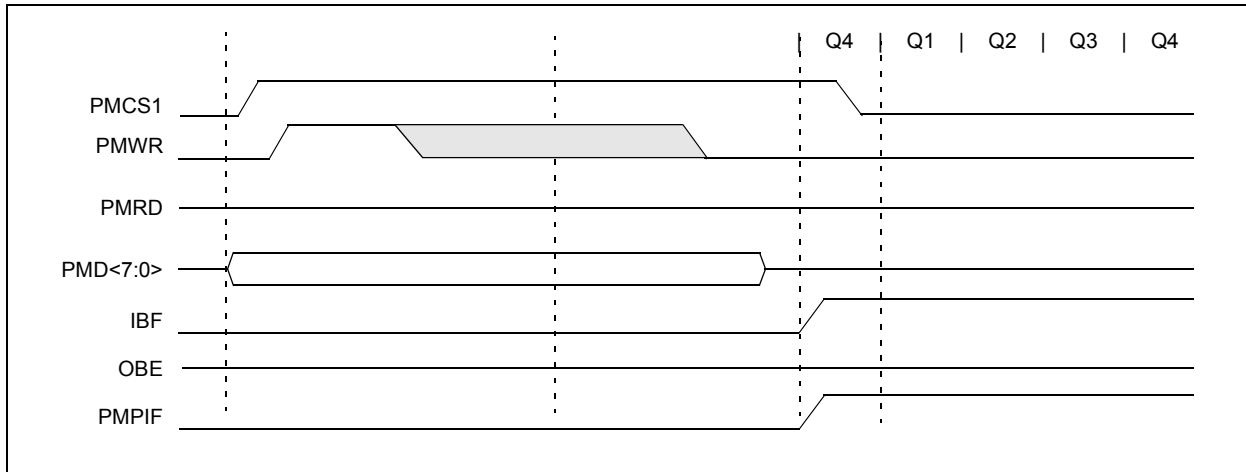 | Q4 | Q1 | Q2 | Q3 | Q4
PMCS1
PMWR
PMRD
PMD<7:0>
IBF
OBE
PMPIF